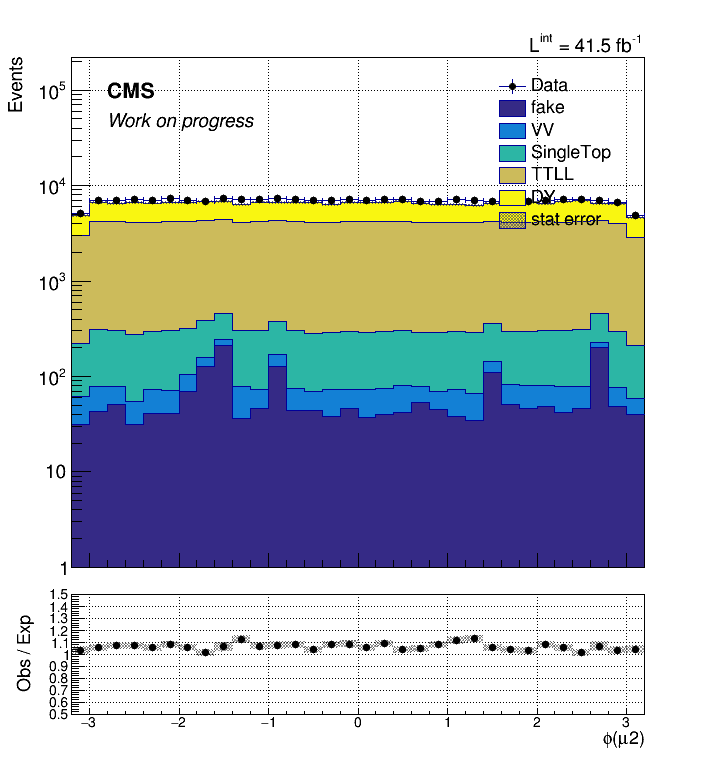 L^int = 41.5 fb^-1
Events
CMS
Work on progress
Data
fake
VV
SingleTop
TTLL
DY
stat error
10^5
10^4
10^3
10^2
10
1
Obs / Exp
1.5
1.4
1.3
1.2
1.1
1
0.9
0.8
0.7
0.6
0.5
−3 −2 −1 0 1 2 3
ϕ(μ2)